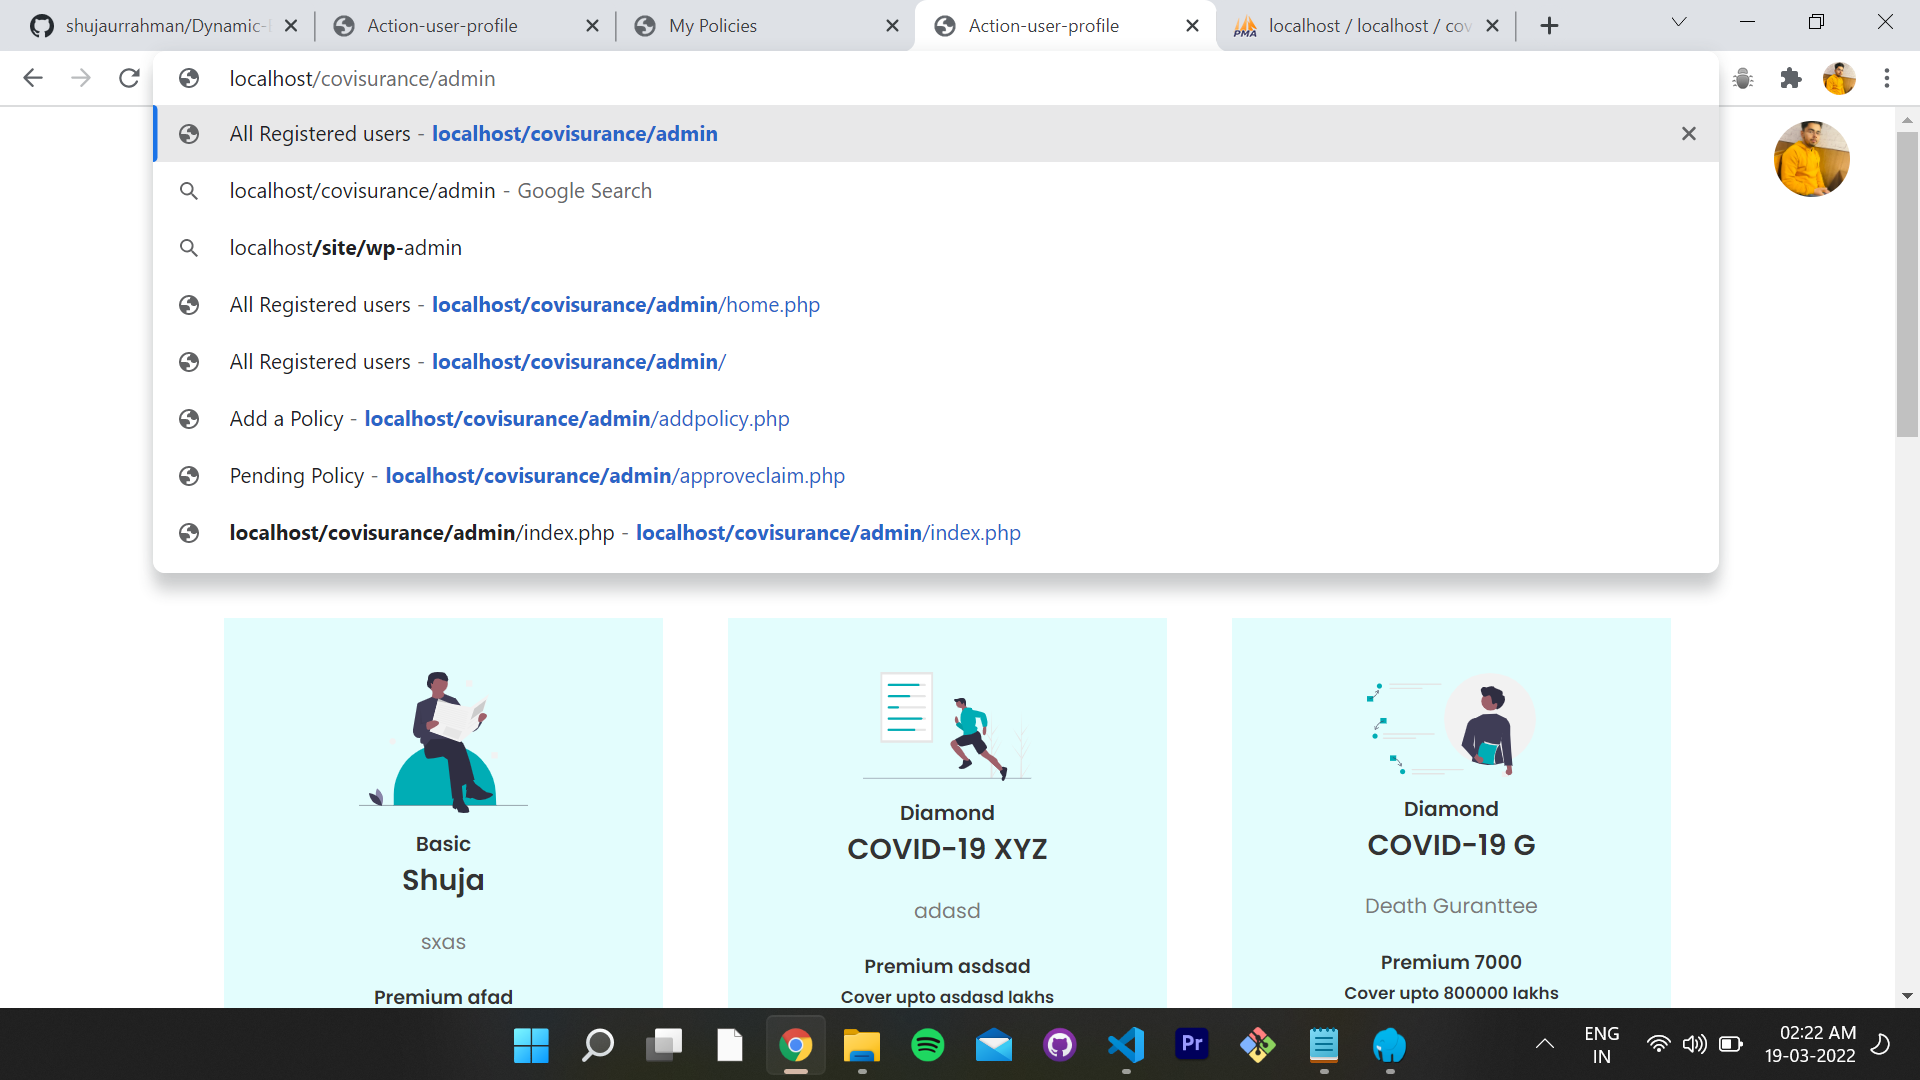 shujaurrahman/Dynamic-
Action-user-profile
My Policies
Action-user-profile
PMA
localhost / localhost / cov
localhost/covisurance/admin
All Registered users - localhost/covisurance/admin
localhost/covisurance/admin - Google Search
localhost/site/wp-admin
All Registered users - localhost/covisurance/admin/home.php
All Registered users - localhost/covisurance/admin/
Add a Policy - localhost/covisurance/admin/addpolicy.php
Pending Policy - localhost/covisurance/admin/approveclaim.php
localhost/covisurance/admin/index.php - localhost/covisurance/admin/index.php
Basic
Shuja
sxas
Premium afad
Diamond
COVID-19 XYZ
adasd
Premium asdsad
Cover upto asdasd lakhs
Diamond
COVID-19 G
Death Guranttee
Premium 7000
Cover upto 800000 lakhs
Pr
ENG
IN
02:22 AM
19-03-2022